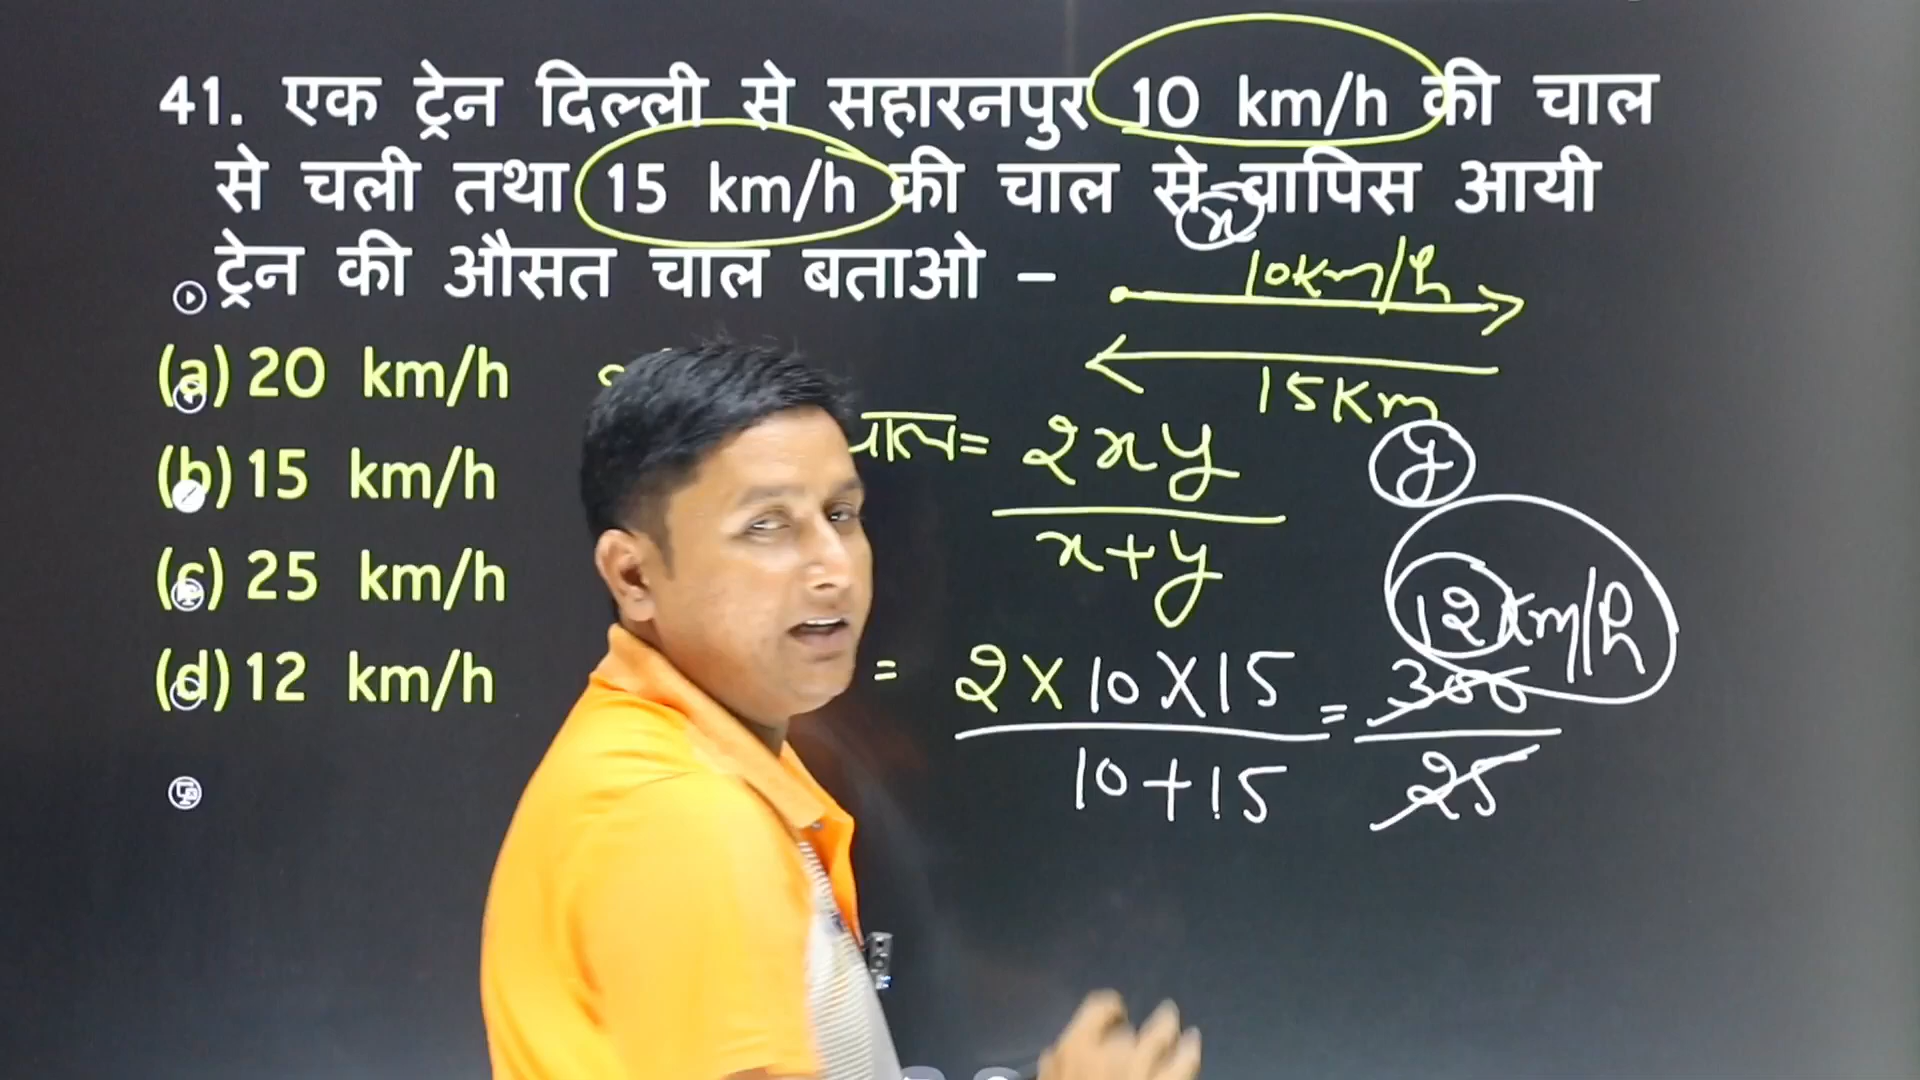 41. एक ट्रेन दिल्ली से सहारनपुर 10 km/h की चाल
से चली तथा 15 km/h की चाल से वापिस आयी
ट्रेन की औसत चाल बताओ –
x
10km/h
15km
y
(a) 20 km/h
(b) 15 km/h
(c) 25 km/h
(d) 12 km/h
चाल = 2xy
x+y
= 2×10×15 = 300
10+15 25
12km/h